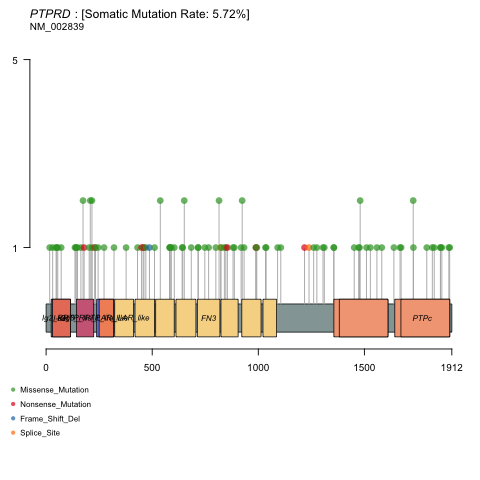 PTPRD : [Somatic Mutation Rate: 5.72%]
NM_002839
5
1
FN3
PTPc
0
500
1000
1500
1912
Missense_Mutation
Nonsense_Mutation
Frame_Shift_Del
Splice_Site